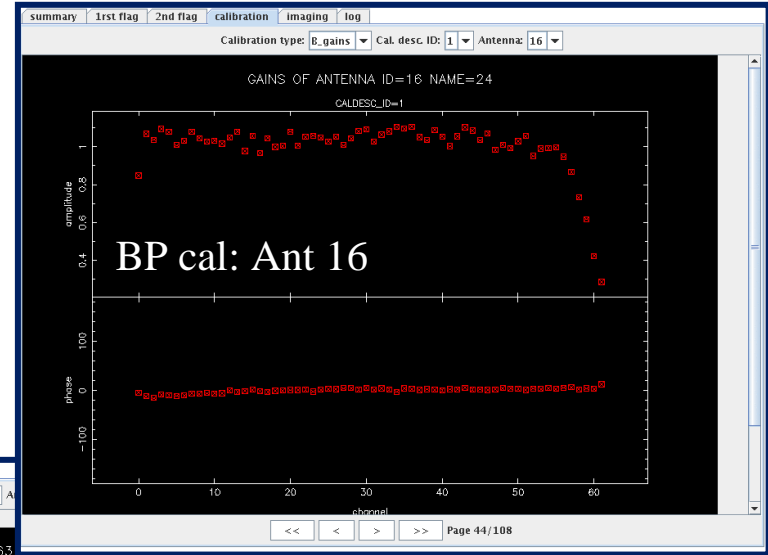 summary 1rst flag 2nd flag calibration imaging log
Calibration type: B_gains Cal. desc. ID: 1 Antenna: 16
GAINS OF ANTENNA ID=16 NAME=24
CALDESC_ID=1
1
0.8
0.6
0.4
amplitude
BP cal: Ant 16
100
0
-100
phase
0 10 20 30 40 50 60
channel
<< < > >> Page 44/108
A
63